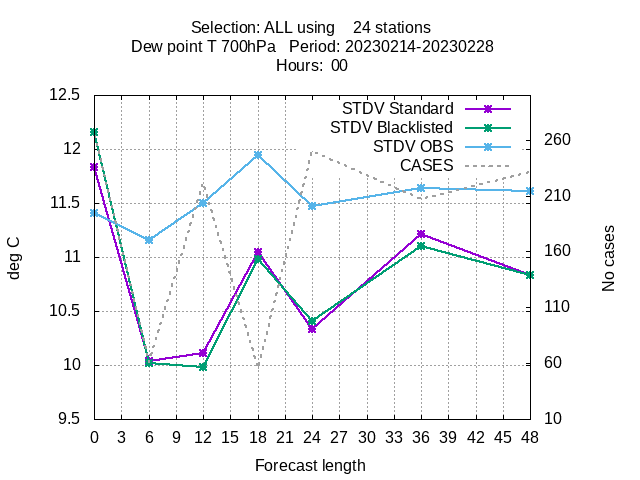 Selection: ALL using    24 stations
Dew point T 700hPa   Period: 20230214-20230228
Hours:  00
STDV Standard
STDV Blacklisted
STDV OBS
CASES
12.5
12
11.5
11
10.5
10
9.5
deg C
260
210
160
110
60
10
No cases
0 3 6 9 12 15 18 21 24 27 30 33 36 39 42 45 48
Forecast length